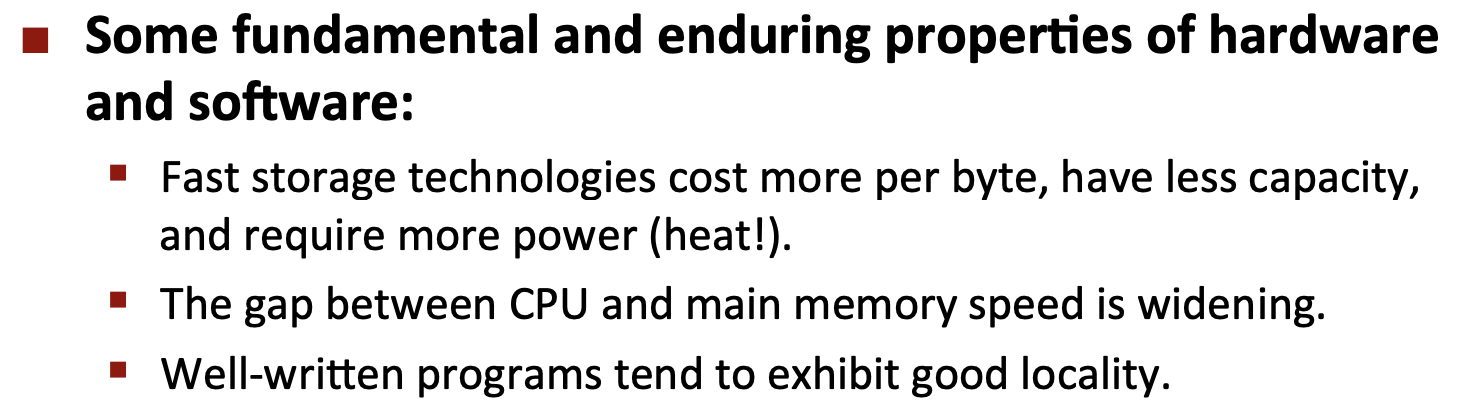 Some fundamental and enduring properties of hardware
and software:
Fast storage technologies cost more per byte, have less capacity,
and require more power (heat!).
The gap between CPU and main memory speed is widening.
Well-written programs tend to exhibit good locality.